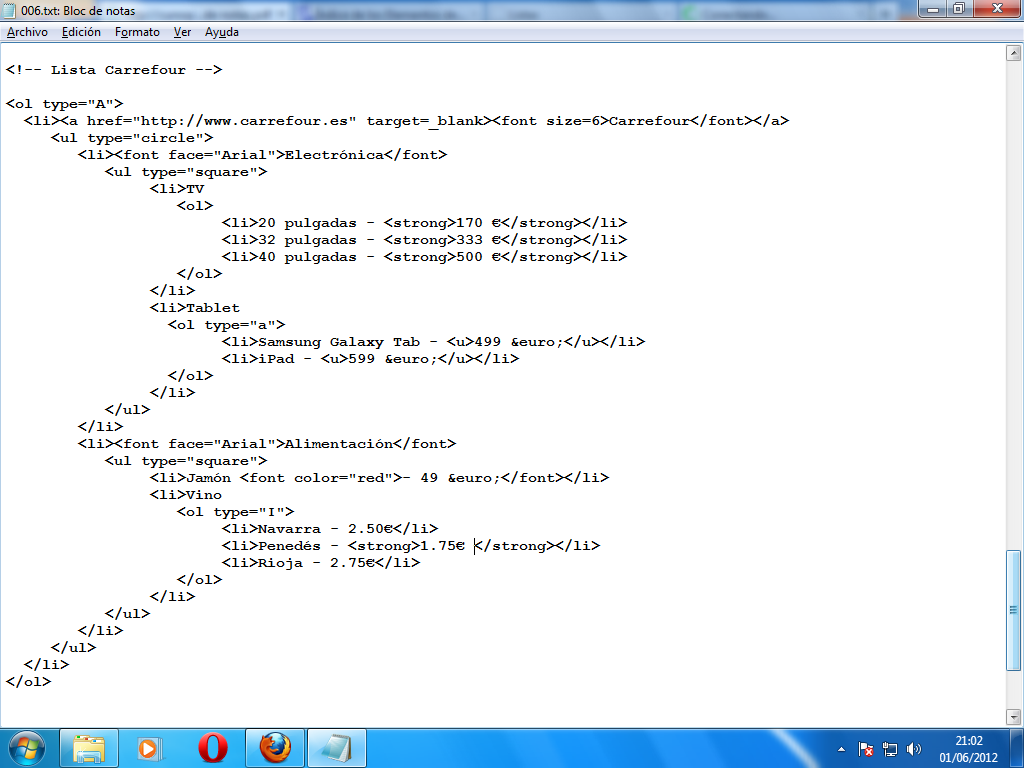 006.txt: Bloc de notas
Archivo Edición Formato Ver Ayuda
<!-- Lista Carrefour -->
<ol type="A">
<li><a href="http://www.carrefour.es" target=_blank><font size=6>Carrefour</font></a>
<ul type="circle">
<li><font face="Arial">Electrónica</font>
<ul type="square">
<li>TV
<ol>
<li>20 pulgadas - <strong>170 €</strong></li>
<li>32 pulgadas - <strong>333 €</strong></li>
<li>40 pulgadas - <strong>500 €</strong></li>
</ol>
</li>
<li>Tablet
<ol type="a">
<li>Samsung Galaxy Tab - <u>499 &euro;</u></li>
<li>iPad - <u>599 &euro;</u></li>
</ol>
</li>
</ul>
</li>
<li><font face="Arial">Alimentación</font>
<ul type="square">
<li>Jamón <font color="red">- 49 &euro;</font></li>
<li>Vino
<ol type="I">
<li>Navarra - 2.50€</li>
<li>Penedés - <strong>1.75€ </strong></li>
<li>Rioja - 2.75€</li>
</ol>
</li>
</ul>
</li>
</ul>
</li>
</ol>
21:02
01/06/2012